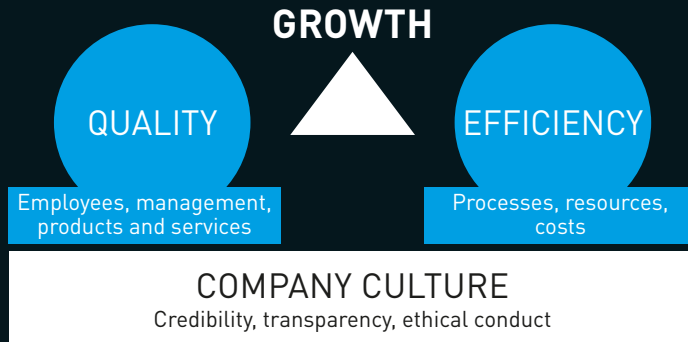 GROWTH
QUALITY
EFFICIENCY
Employees, management,
products and services
Processes, resources,
costs
COMPANY CULTURE
Credibility, transparency, ethical conduct